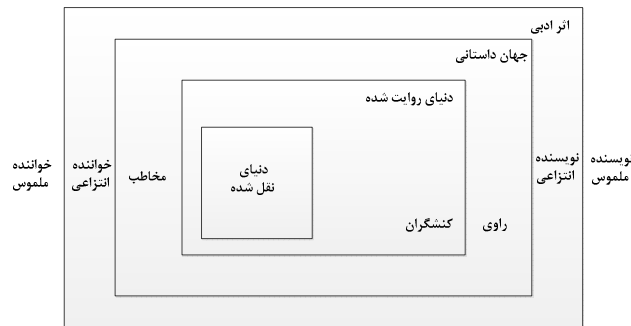 اثر ادبی
جهان داستانی
دنیای روایت شده
نویسنده
ملموس
نویسنده
انتزاعی
راوی
کنشگران
دنیای
نقل شده
مخاطب
خواننده
انتزاعی
خواننده
ملموس